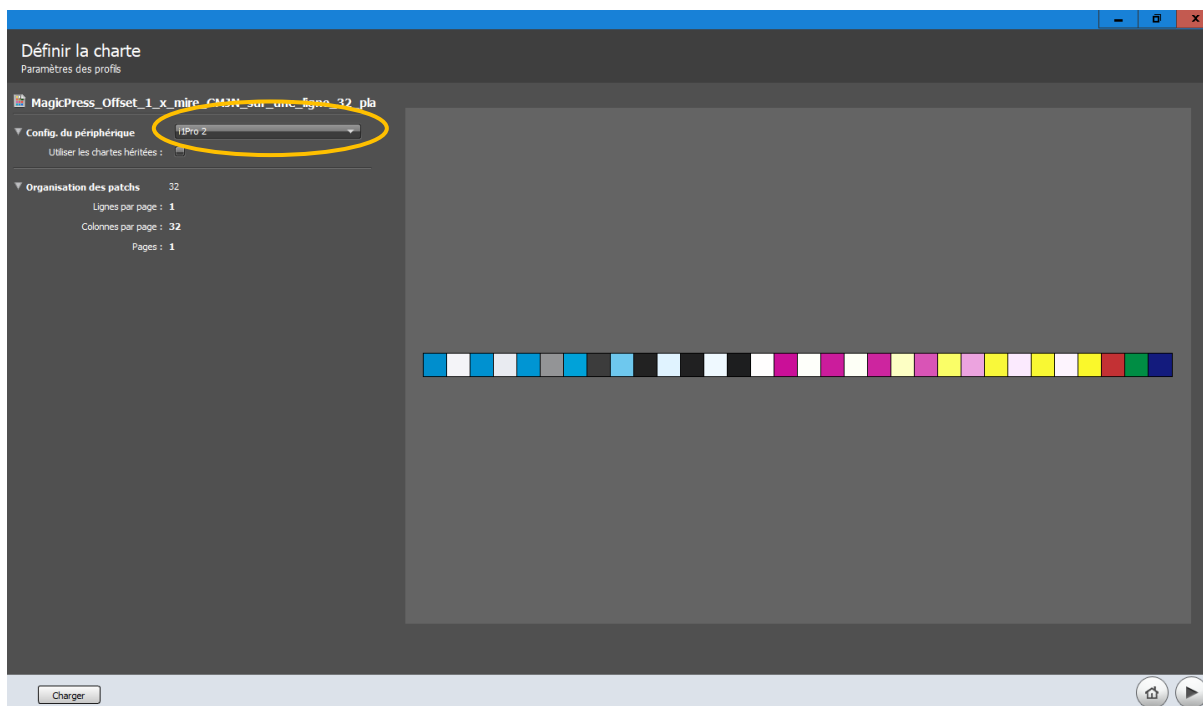 Définir la charte
Paramètres des profils
MagicPress_Offset_1_x_mire_CMJN_sur_une_ligne_32_pla
Config. du périphérique i1Pro 2
Utiliser les chartes héritées :
Organisation des patchs 32
Lignes par page : 1
Colonnes par page : 32
Pages : 1
Charger